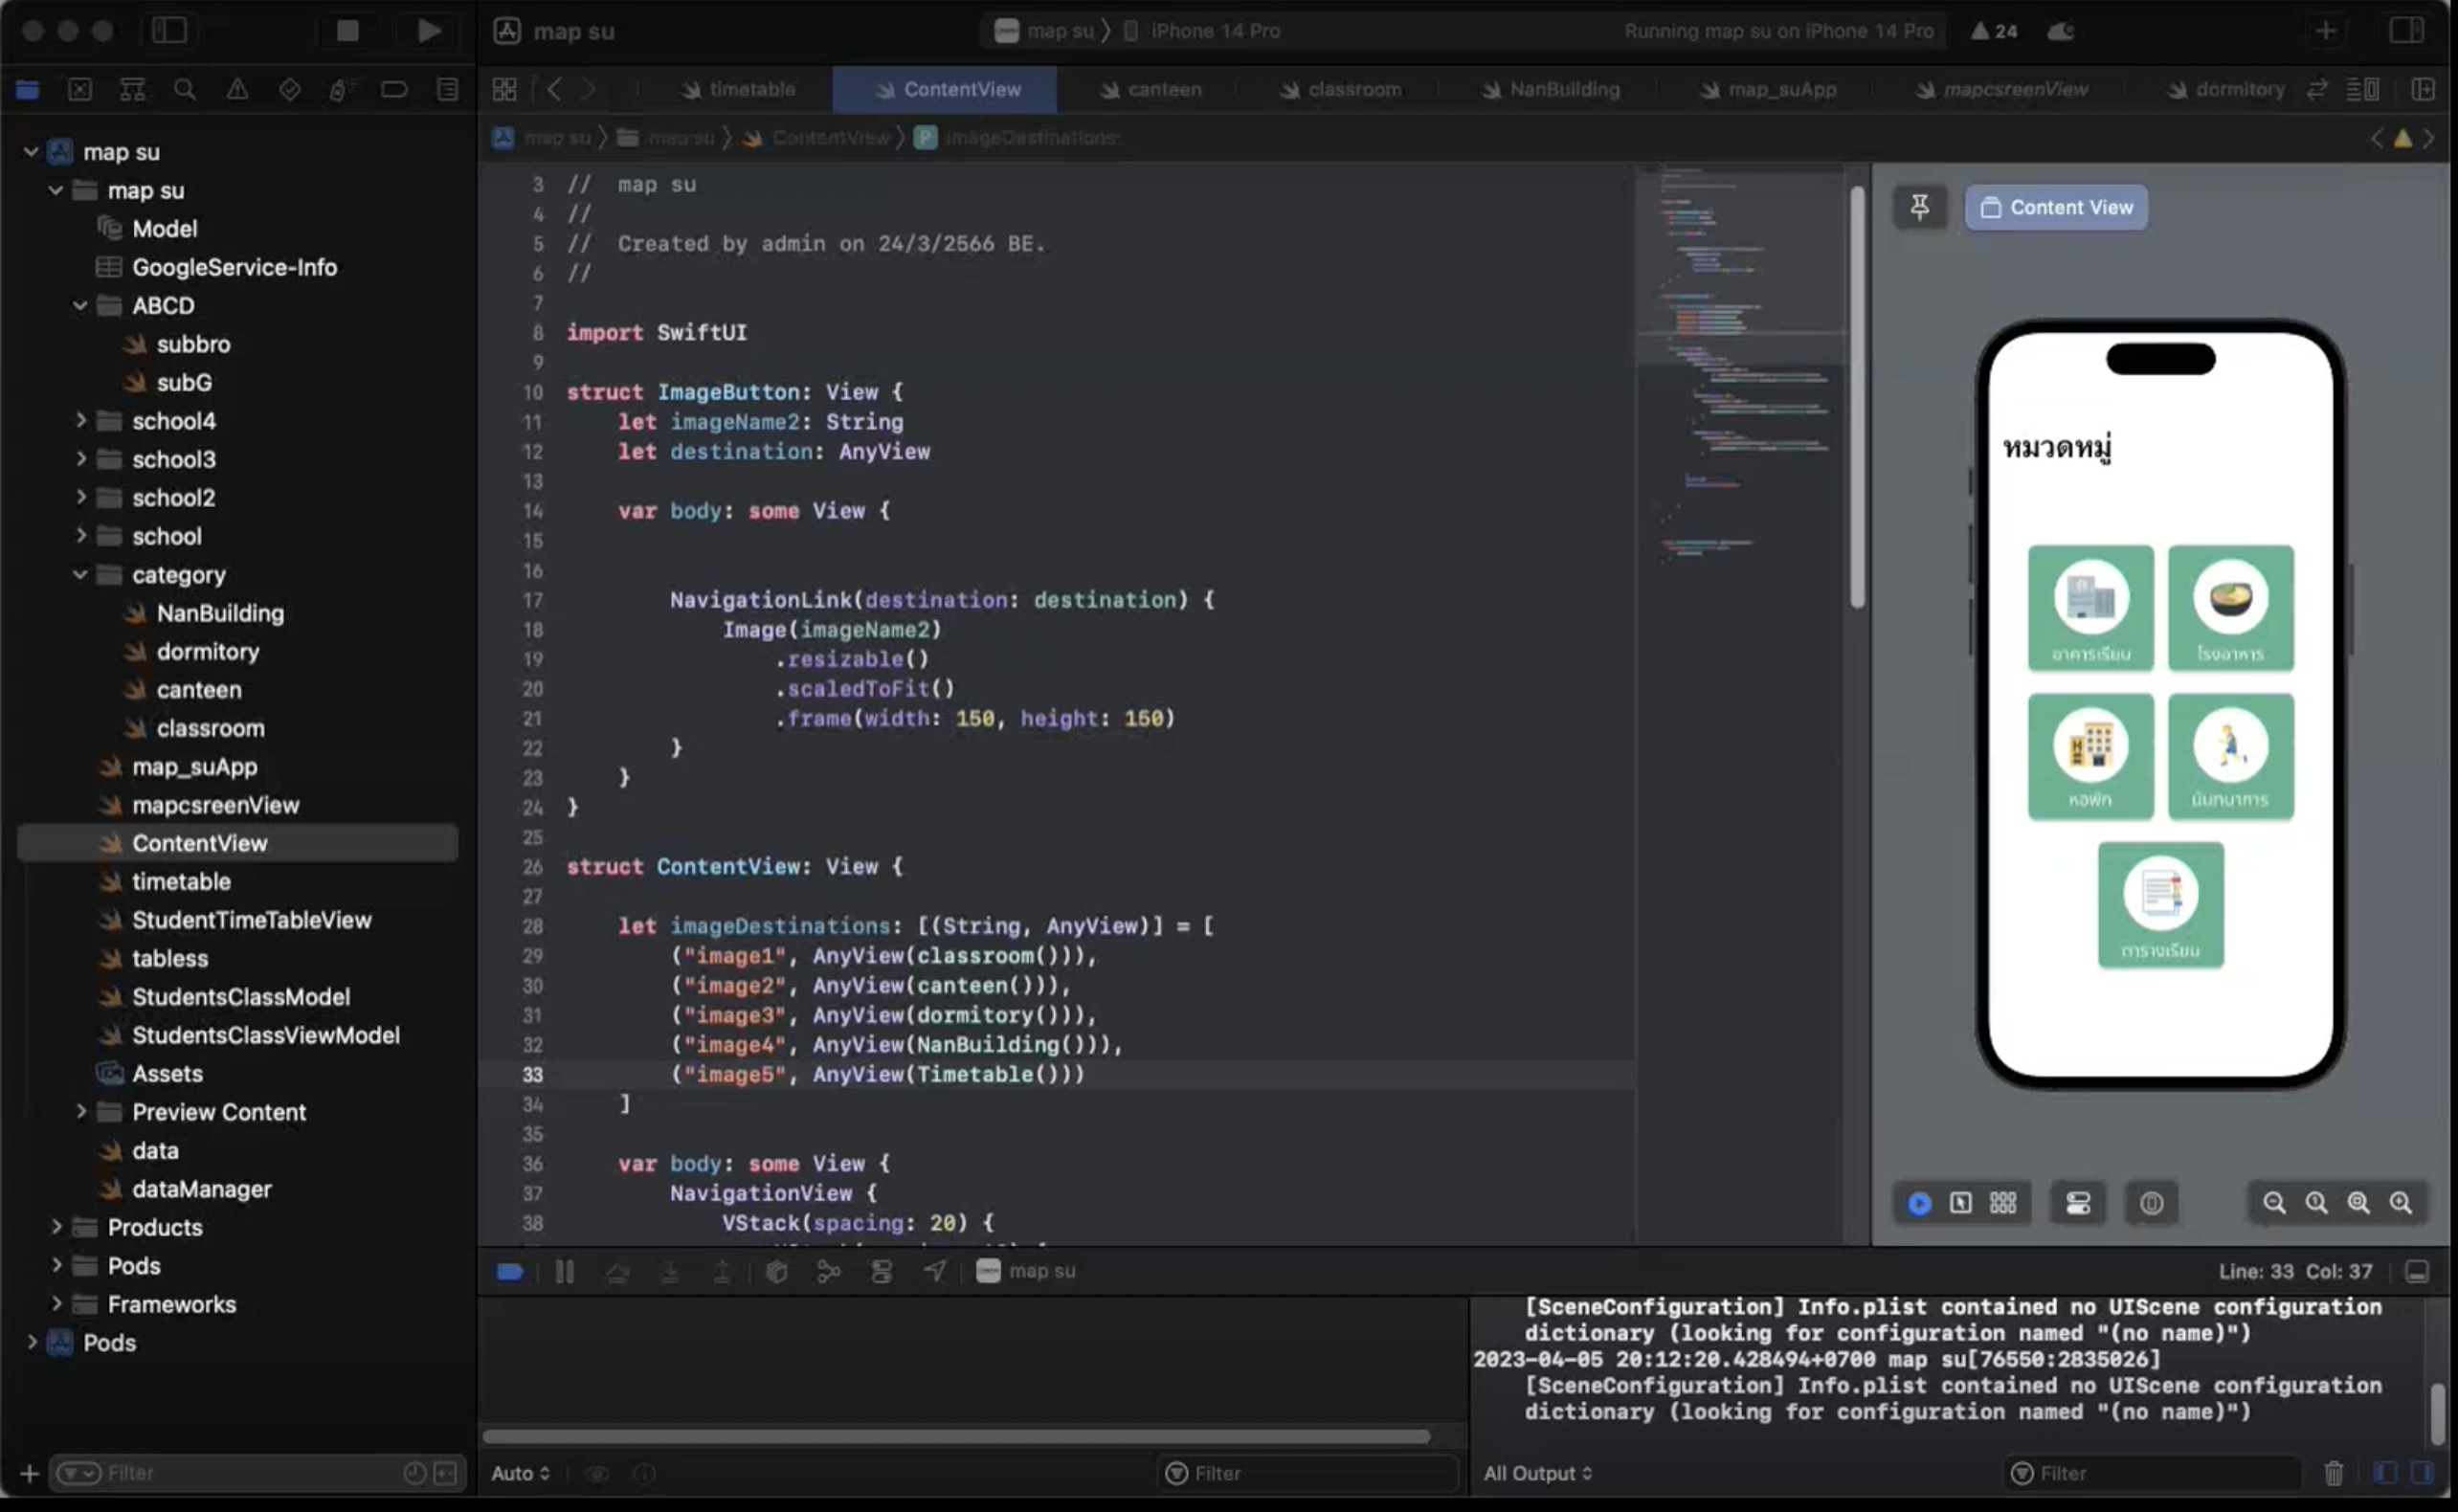 map su
map su 〉 iPhone 14 Pro
Running map su on iPhone 14 Pro
24
timetable
ContentView
canteen
classroom
NanBuilding
map_suApp
mapcsreenView
dormitory
map su 〉 map su 〉 ContentView 〉 P imageDestinations
map su
map su
Model
GoogleService-Info
ABCD
subbro
subG
school4
school3
school2
school
category
NanBuilding
dormitory
canteen
classroom
map_suApp
mapcsreenView
ContentView
timetable
StudentTimeTableView
tabless
StudentsClassModel
StudentsClassViewModel
Assets
Preview Content
data
dataManager
Products
Pods
Frameworks
Pods
Filter
3 //  map su
4 //
5 //  Created by admin on 24/3/2566 BE.
6 //
7
8 import SwiftUI
9
10 struct ImageButton: View {
11     let imageName2: String
12     let destination: AnyView
13
14     var body: some View {
15
16
17         NavigationLink(destination: destination) {
18             Image(imageName2)
19                 .resizable()
20                 .scaledToFit()
21                 .frame(width: 150, height: 150)
22         }
23     }
24 }
25
26 struct ContentView: View {
27
28     let imageDestinations: [(String, AnyView)] = [
29         ("image1", AnyView(classroom())),
30         ("image2", AnyView(canteen())),
31         ("image3", AnyView(dormitory())),
32         ("image4", AnyView(NanBuilding())),
33         ("image5", AnyView(Timetable()))
34     ]
35
36     var body: some View {
37         NavigationView {
38             VStack(spacing: 20) {
Content View
หมวดหมู่
อาคารเรียน
โรงอาหาร
หอพัก
นันทนาการ
ตารางเรียน
map su
Line: 33 Col: 37
[SceneConfiguration] Info.plist contained no UIScene configuration
dictionary (looking for configuration named "(no name)")
2023-04-05 20:12:20.428494+0700 map su[76550:2835026]
[SceneConfiguration] Info.plist contained no UIScene configuration
dictionary (looking for configuration named "(no name)")
Auto
Filter
All Output
Filter